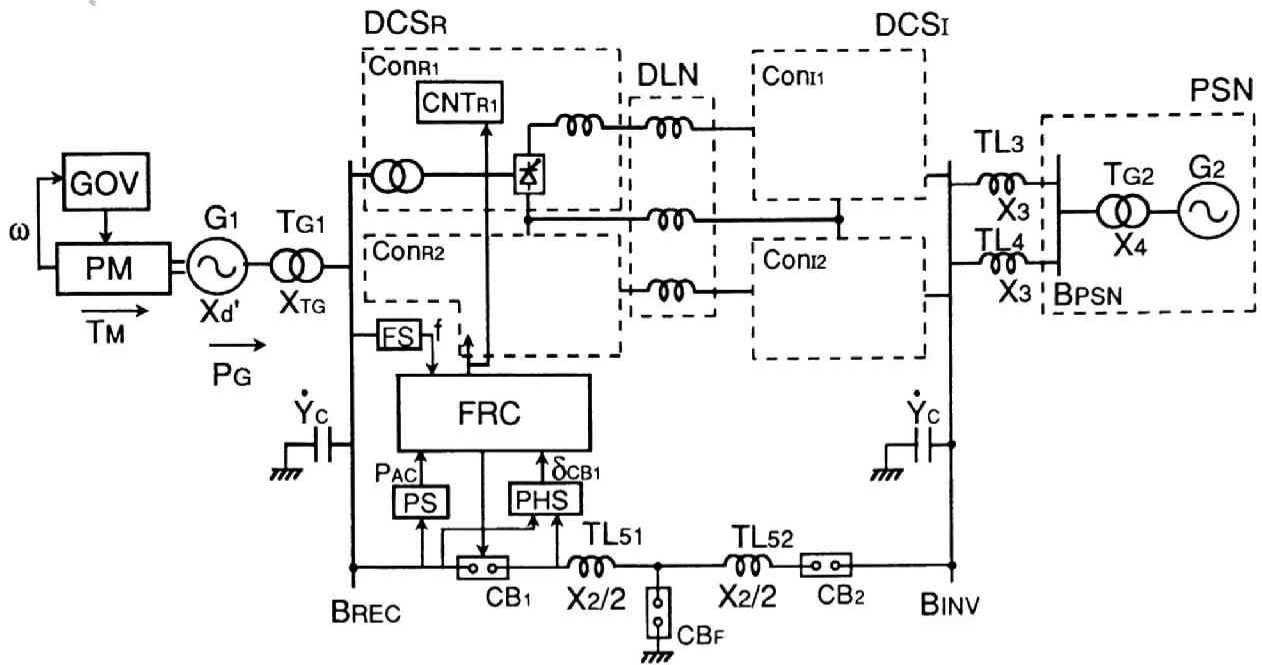 DCSR
DCSI
ConR1
DLN
ConI1
PSN
CNTR1
TL3
GOV
G1
TG1
TG2
G2
X3
ω
PM
ConR2
TL4
ConI2
X4
Xd'
XTG
X3
BPSN
TM
FS
f
PG
ẎC
FRC
ẎC
PAC
δCB1
PS
PHS
TL51
TL52
BREC
CB1
X2/2
X2/2
CB2
BINV
CBF